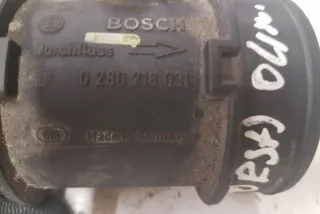 BOSCH
Durchfluss
0 280 218 031
Made in Germany